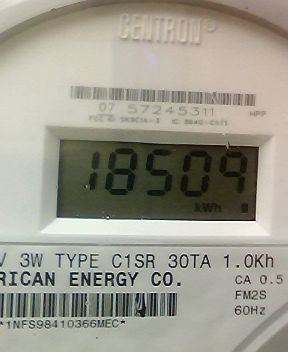 CENTRON®
07 57245311 HPP
18509
kWh
V 3W TYPE C1SR 30TA 1.0Kh
RICAN ENERGY CO. CA 0.5
FM2S
60Hz
*1NFS98410366MEC*